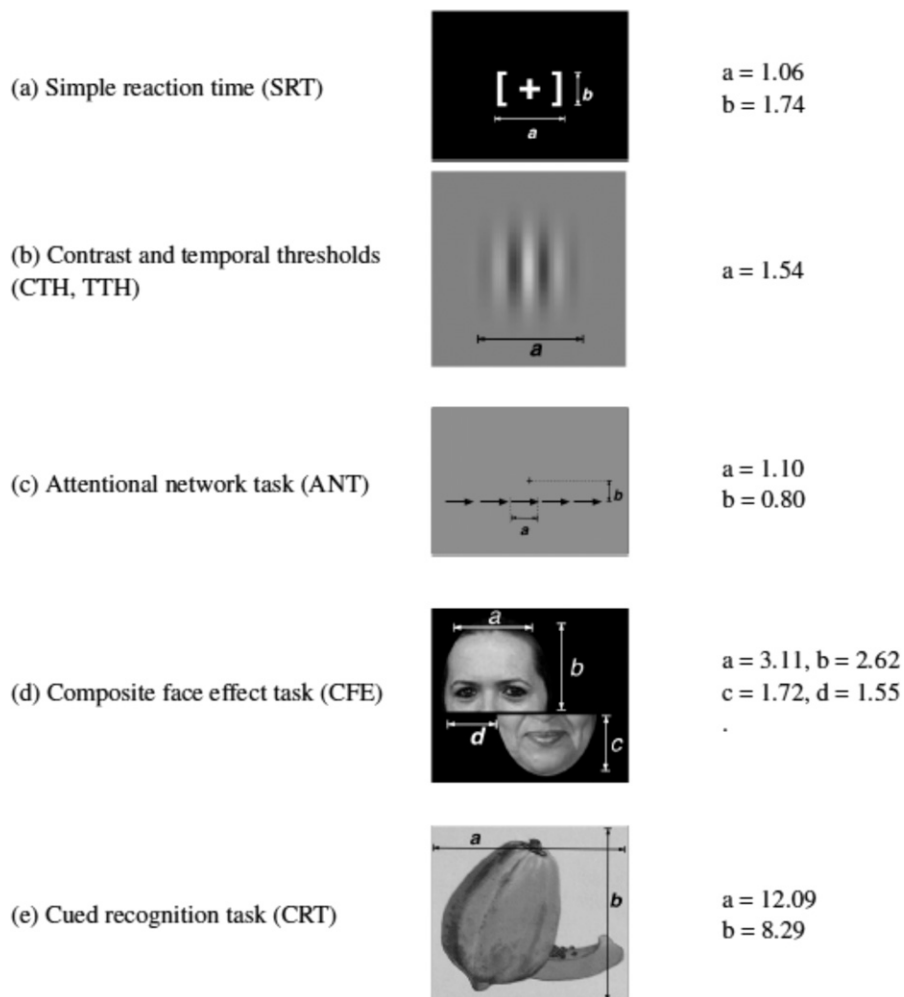 (a) Simple reaction time (SRT)
[ + ] b
a
a = 1.06
b = 1.74
(b) Contrast and temporal thresholds
(CTH, TTH)
a
a = 1.54
(c) Attentional network task (ANT)
b
a
a = 1.10
b = 0.80
(d) Composite face effect task (CFE)
a
b
d
c
a = 3.11, b = 2.62
c = 1.72, d = 1.55
.
(e) Cued recognition task (CRT)
a
b
a = 12.09
b = 8.29